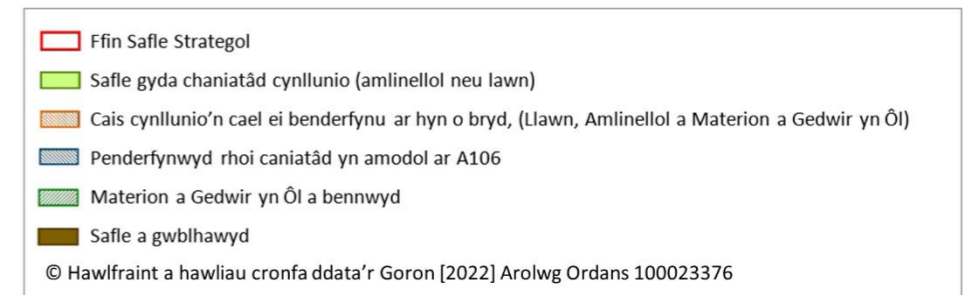 Ffin Safle Strategol
Safle gyda chaniatâd cynllunio (amlinellol neu lawn)
Cais cynllunio'n cael ei benderfynu ar hyn o bryd, (Llawn, Amlinellol a Materion a Gedwir yn Ôl)
Penderfynwyd rhoi caniatâd yn amodol ar A106
Materion a Gedwir yn Ôl a bennwyd
Safle a gwblhawyd
© Hawlfraint a hawliau cronfa ddata'r Goron [2022] Arolwg Ordans 100023376